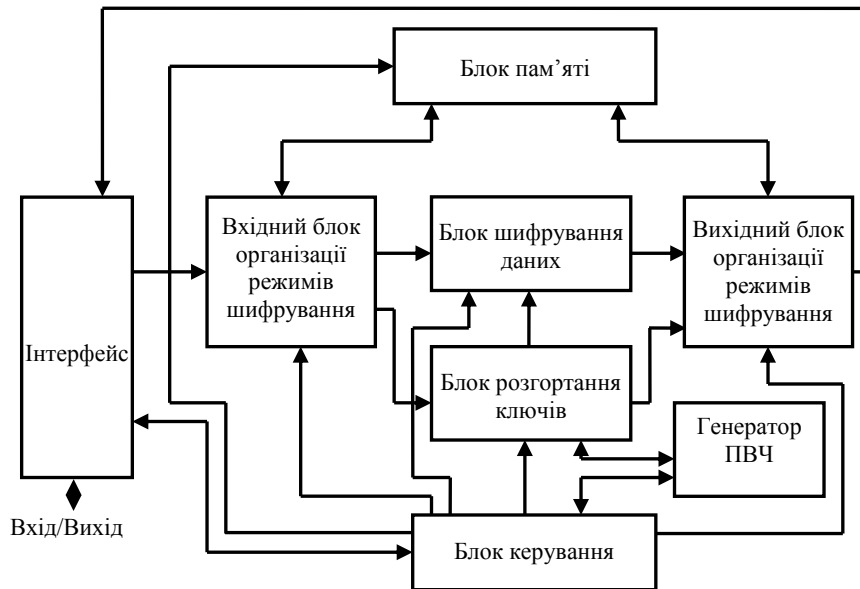 Блок пам’яті
Вхідний блок
організації
режимів
шифрування
Блок шифрування
даних
Вихідний блок
організації
режимів
шифрування
Інтерфейс
Блок розгортання
ключів
Генератор
ПВЧ
Вхід/Вихід
Блок керування